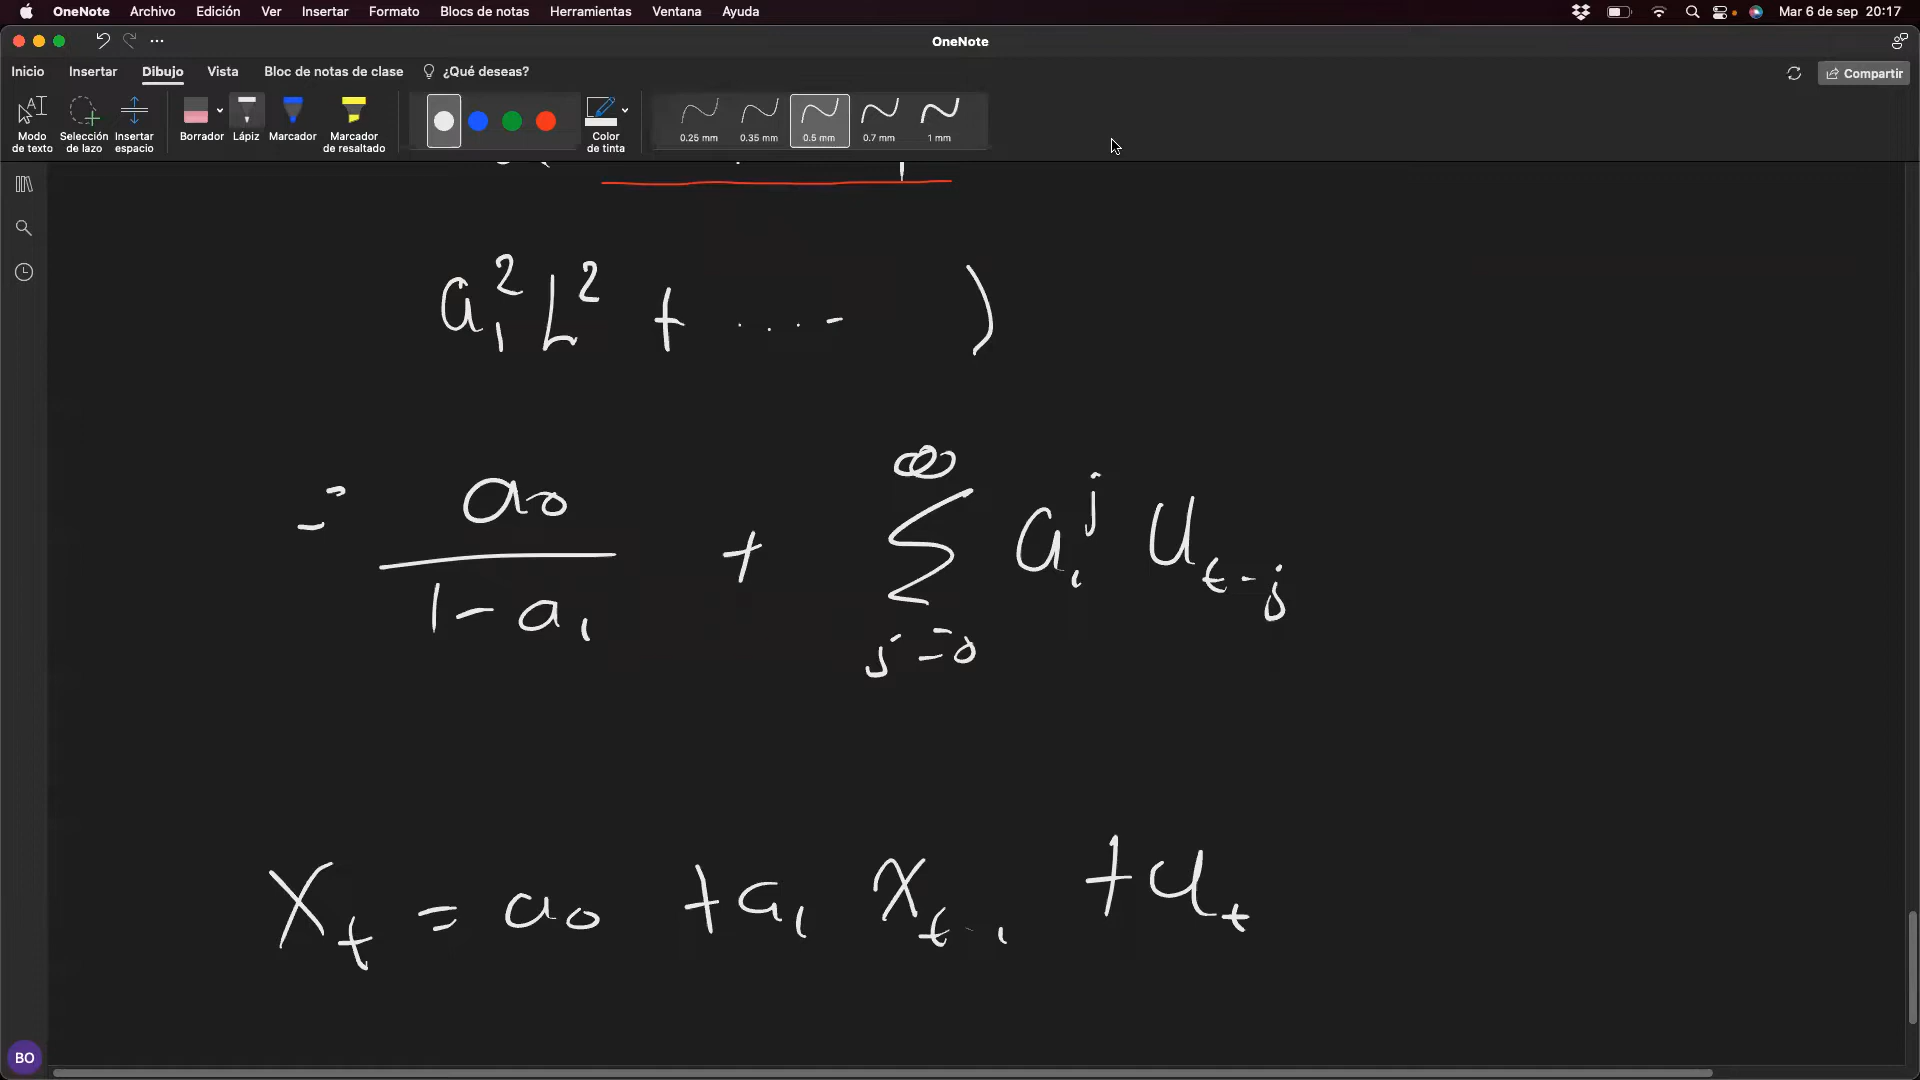 OneNote Archivo Edición Ver Insertar Formato Blocs de notas Herramientas Ventana Ayuda Mar 6 de sep 20:17
OneNote
Inicio Insertar Dibujo Vista Bloc de notas de clase ¿Qué deseas? Compartir
Modo de texto
Selección de lazo
Insertar espacio
Borrador
Lápiz
Marcador
Marcador de resaltado
Color de tinta
0.25 mm 0.35 mm 0.5 mm 0.7 mm 1 mm
a₁² L² + .... )
= a₀ / (1 - a₁) + ∑_{j=0}^{∞} a₁^j U_{t-j}
X_t = a₀ + a₁ X_{t-1} + U_t
BO